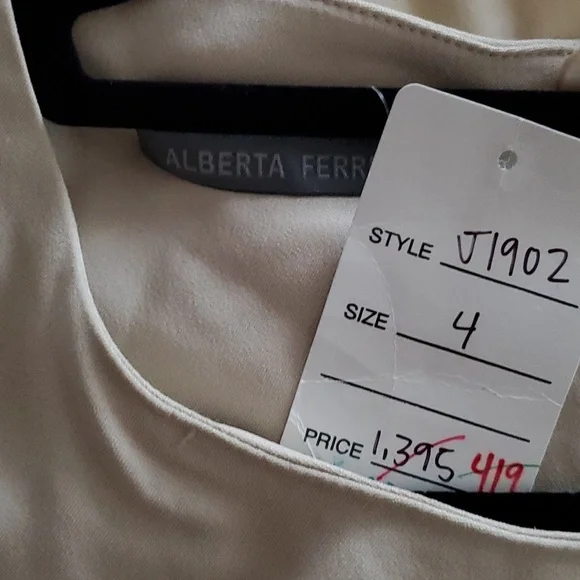 ALBERTA FERR
STYLE J1902
SIZE 4
PRICE 1,395 419